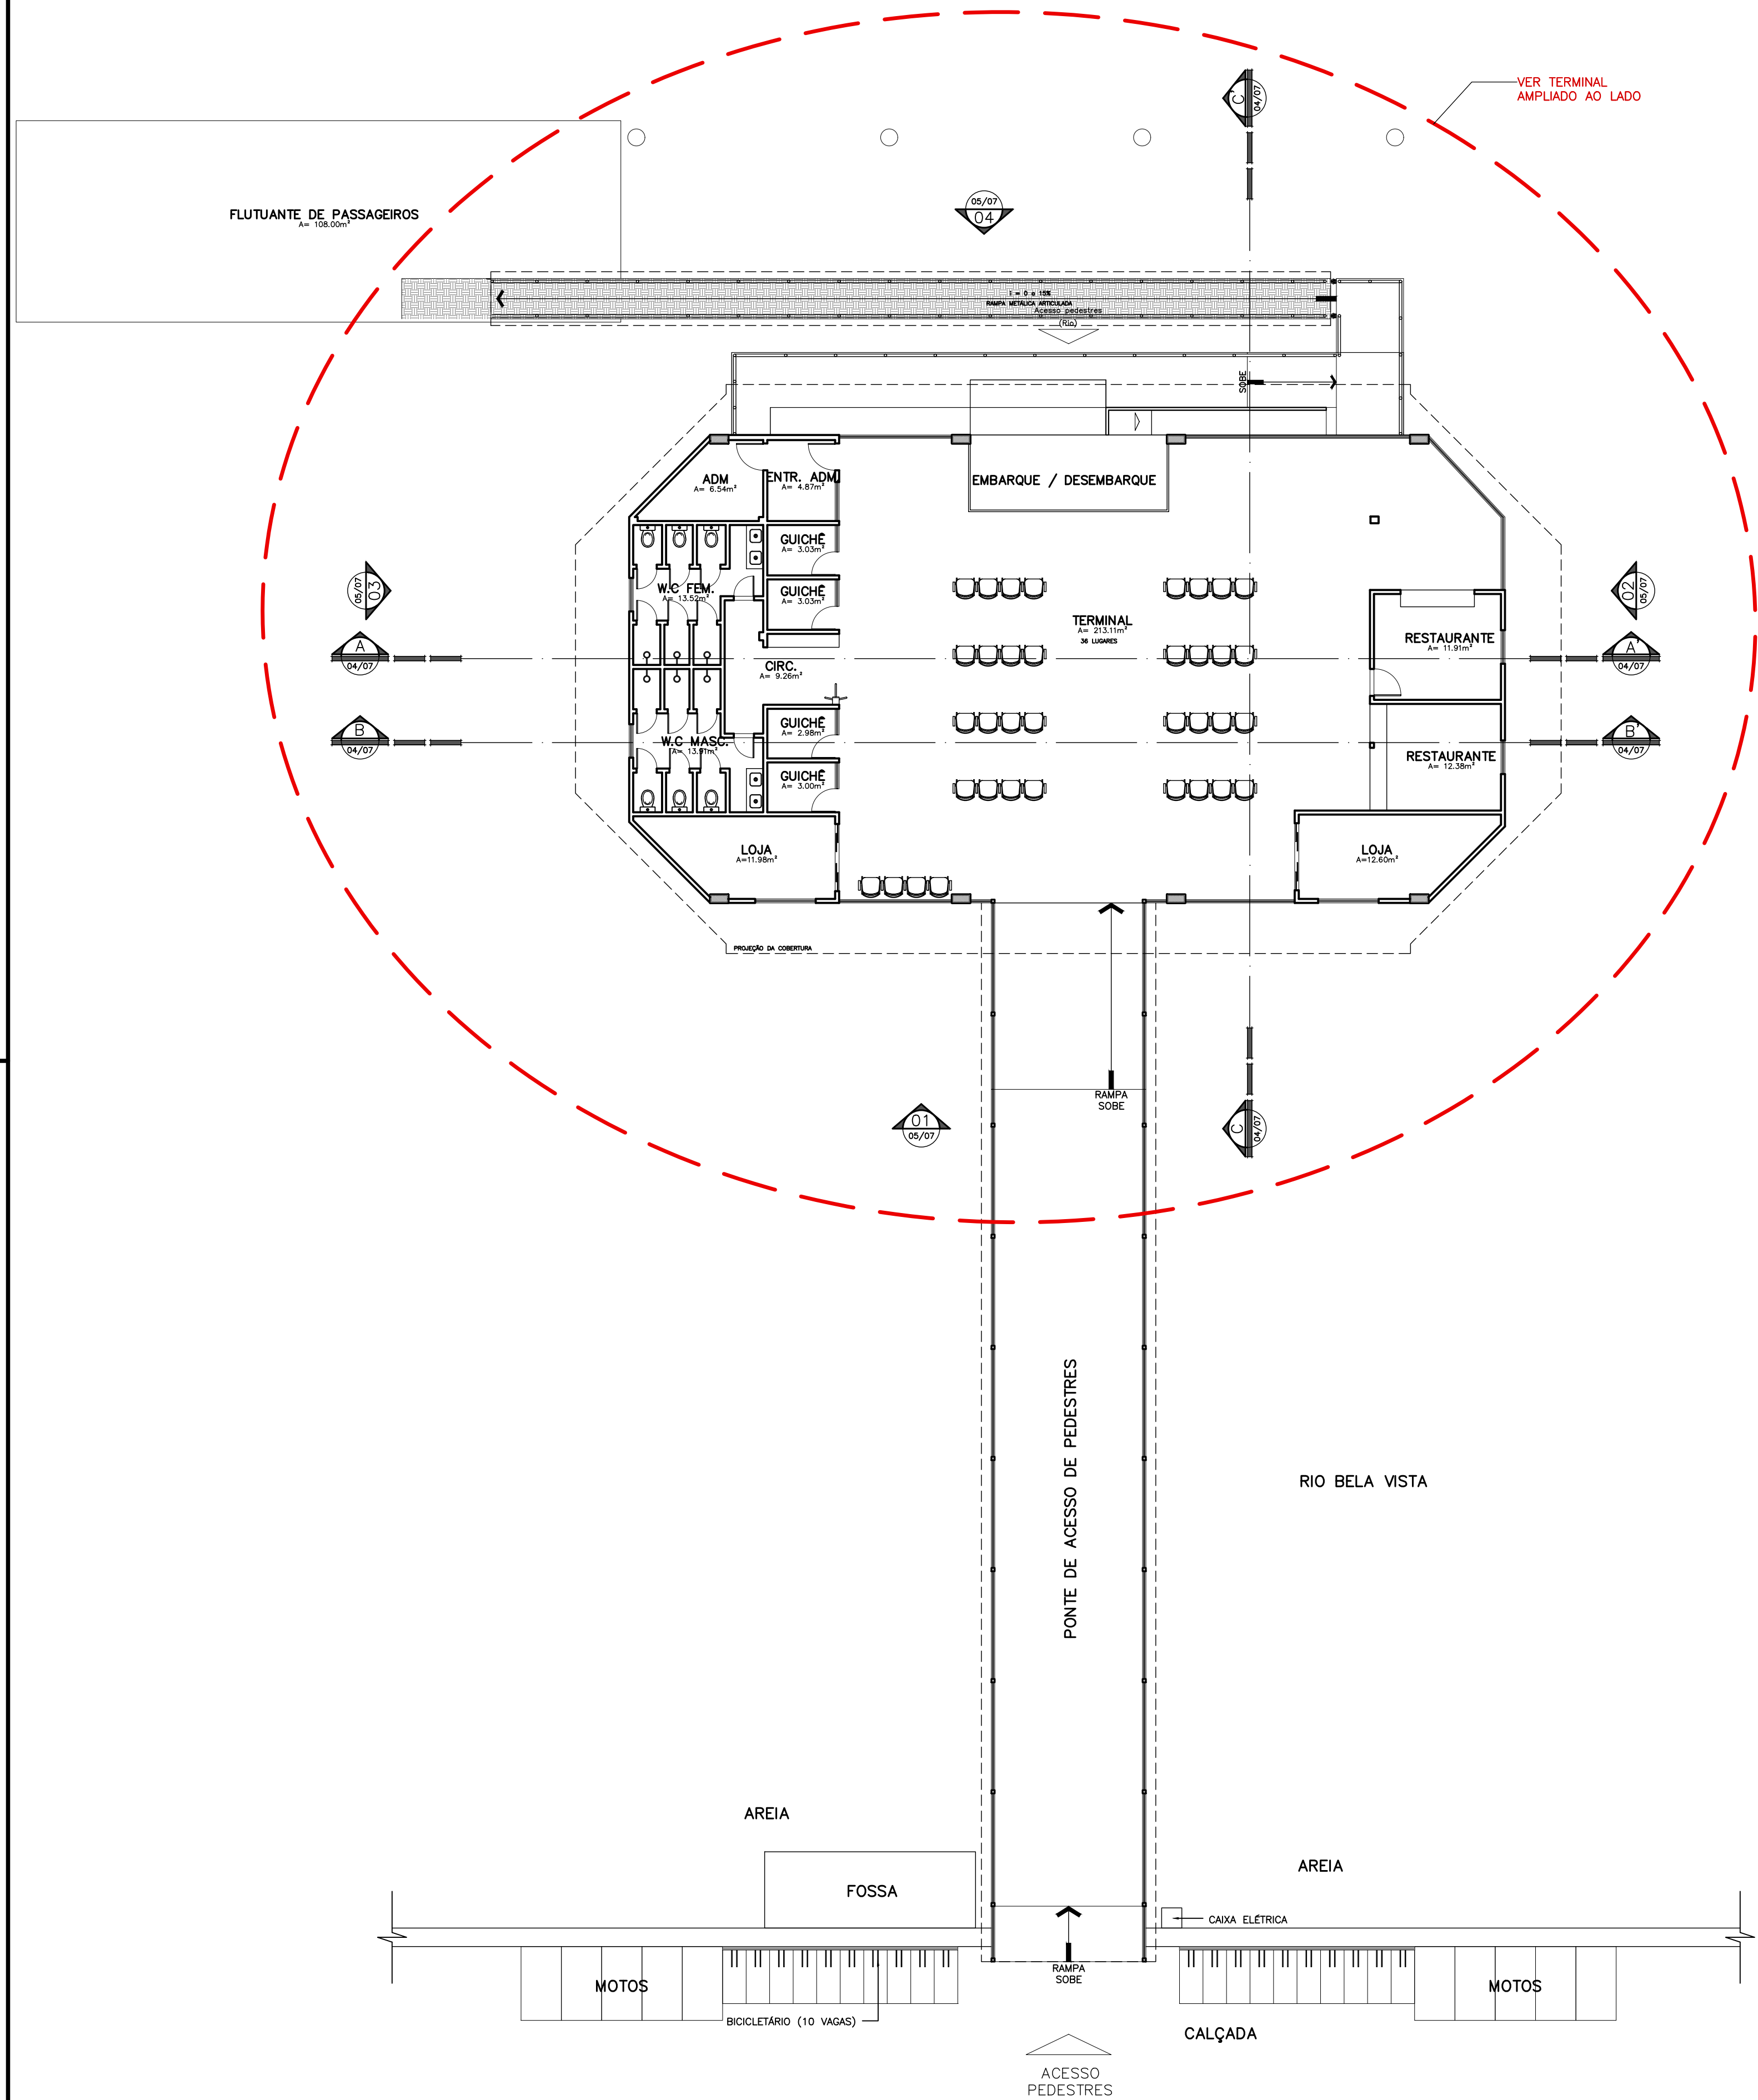 VER TERMINAL
AMPLIADO AO LADO
C'
04/07
FLUTUANTE DE PASSAGEIROS
A= 108.00m²
05/07
04
i = 0 a 15%
RAMPA METÁLICA ARTICULADA
Acesso pedestres
(Rio)
SOBE
ADM
A= 6.54m²
ENTR. ADM
A= 4.87m²
EMBARQUE / DESEMBARQUE
GUICHÊ
A= 3.03m²
W.C FEM.
A= 13.52m²
GUICHÊ
A= 3.03m²
05/07
03
02
05/07
TERMINAL
A= 213.11m²
36 LUGARES
RESTAURANTE
A= 11.91m²
A
04/07
A'
04/07
CIRC.
A= 9.26m²
GUICHÊ
A= 2.98m²
W.C MASC.
A= 13.91m²
B
04/07
B'
04/07
RESTAURANTE
A= 12.38m²
GUICHÊ
A= 3.00m²
LOJA
A=11.98m²
LOJA
A=12.60m²
PROJEÇÃO DA COBERTURA
RAMPA
SOBE
01
05/07
C
04/07
PONTE DE ACESSO DE PEDESTRES
RIO BELA VISTA
AREIA
AREIA
FOSSA
CAIXA ELÉTRICA
RAMPA
SOBE
MOTOS
MOTOS
BICICLETÁRIO (10 VAGAS)
CALÇADA
ACESSO
PEDESTRES